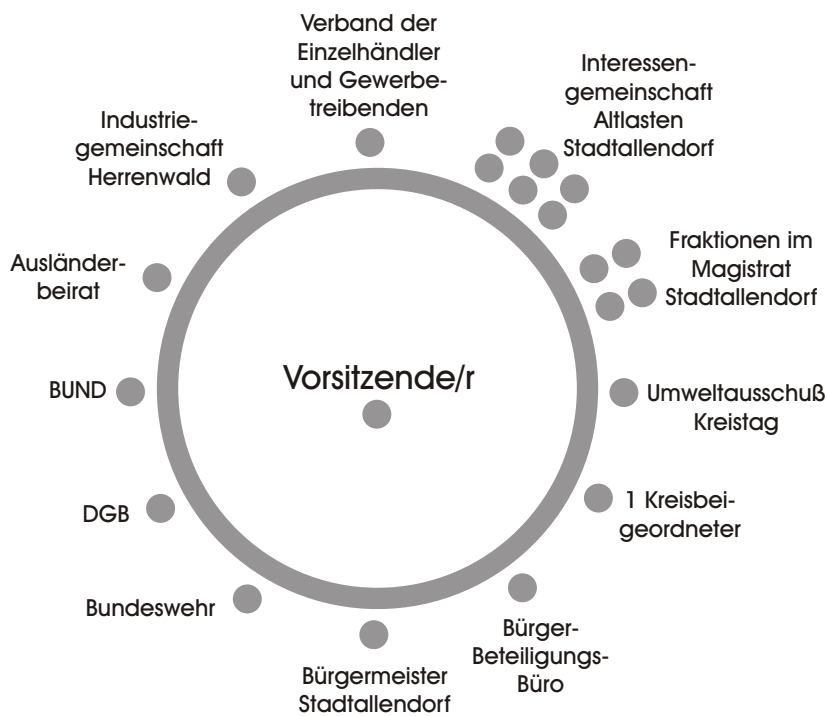 Verband der
Einzelhändler
und Gewerbe-
treibenden
Interessen-
gemeinschaft
Altlasten
Stadtallendorf
Industrie-
gemeinschaft
Herrenwald
Fraktionen im
Magistrat
Stadtallendorf
Ausländer-
beirat
Vorsitzende/r
BUND
Umweltausschuß
Kreistag
DGB
1 Kreisbei-
geordneter
Bundeswehr
Bürger-
Beteiligungs-
Büro
Bürgermeister
Stadtallendorf